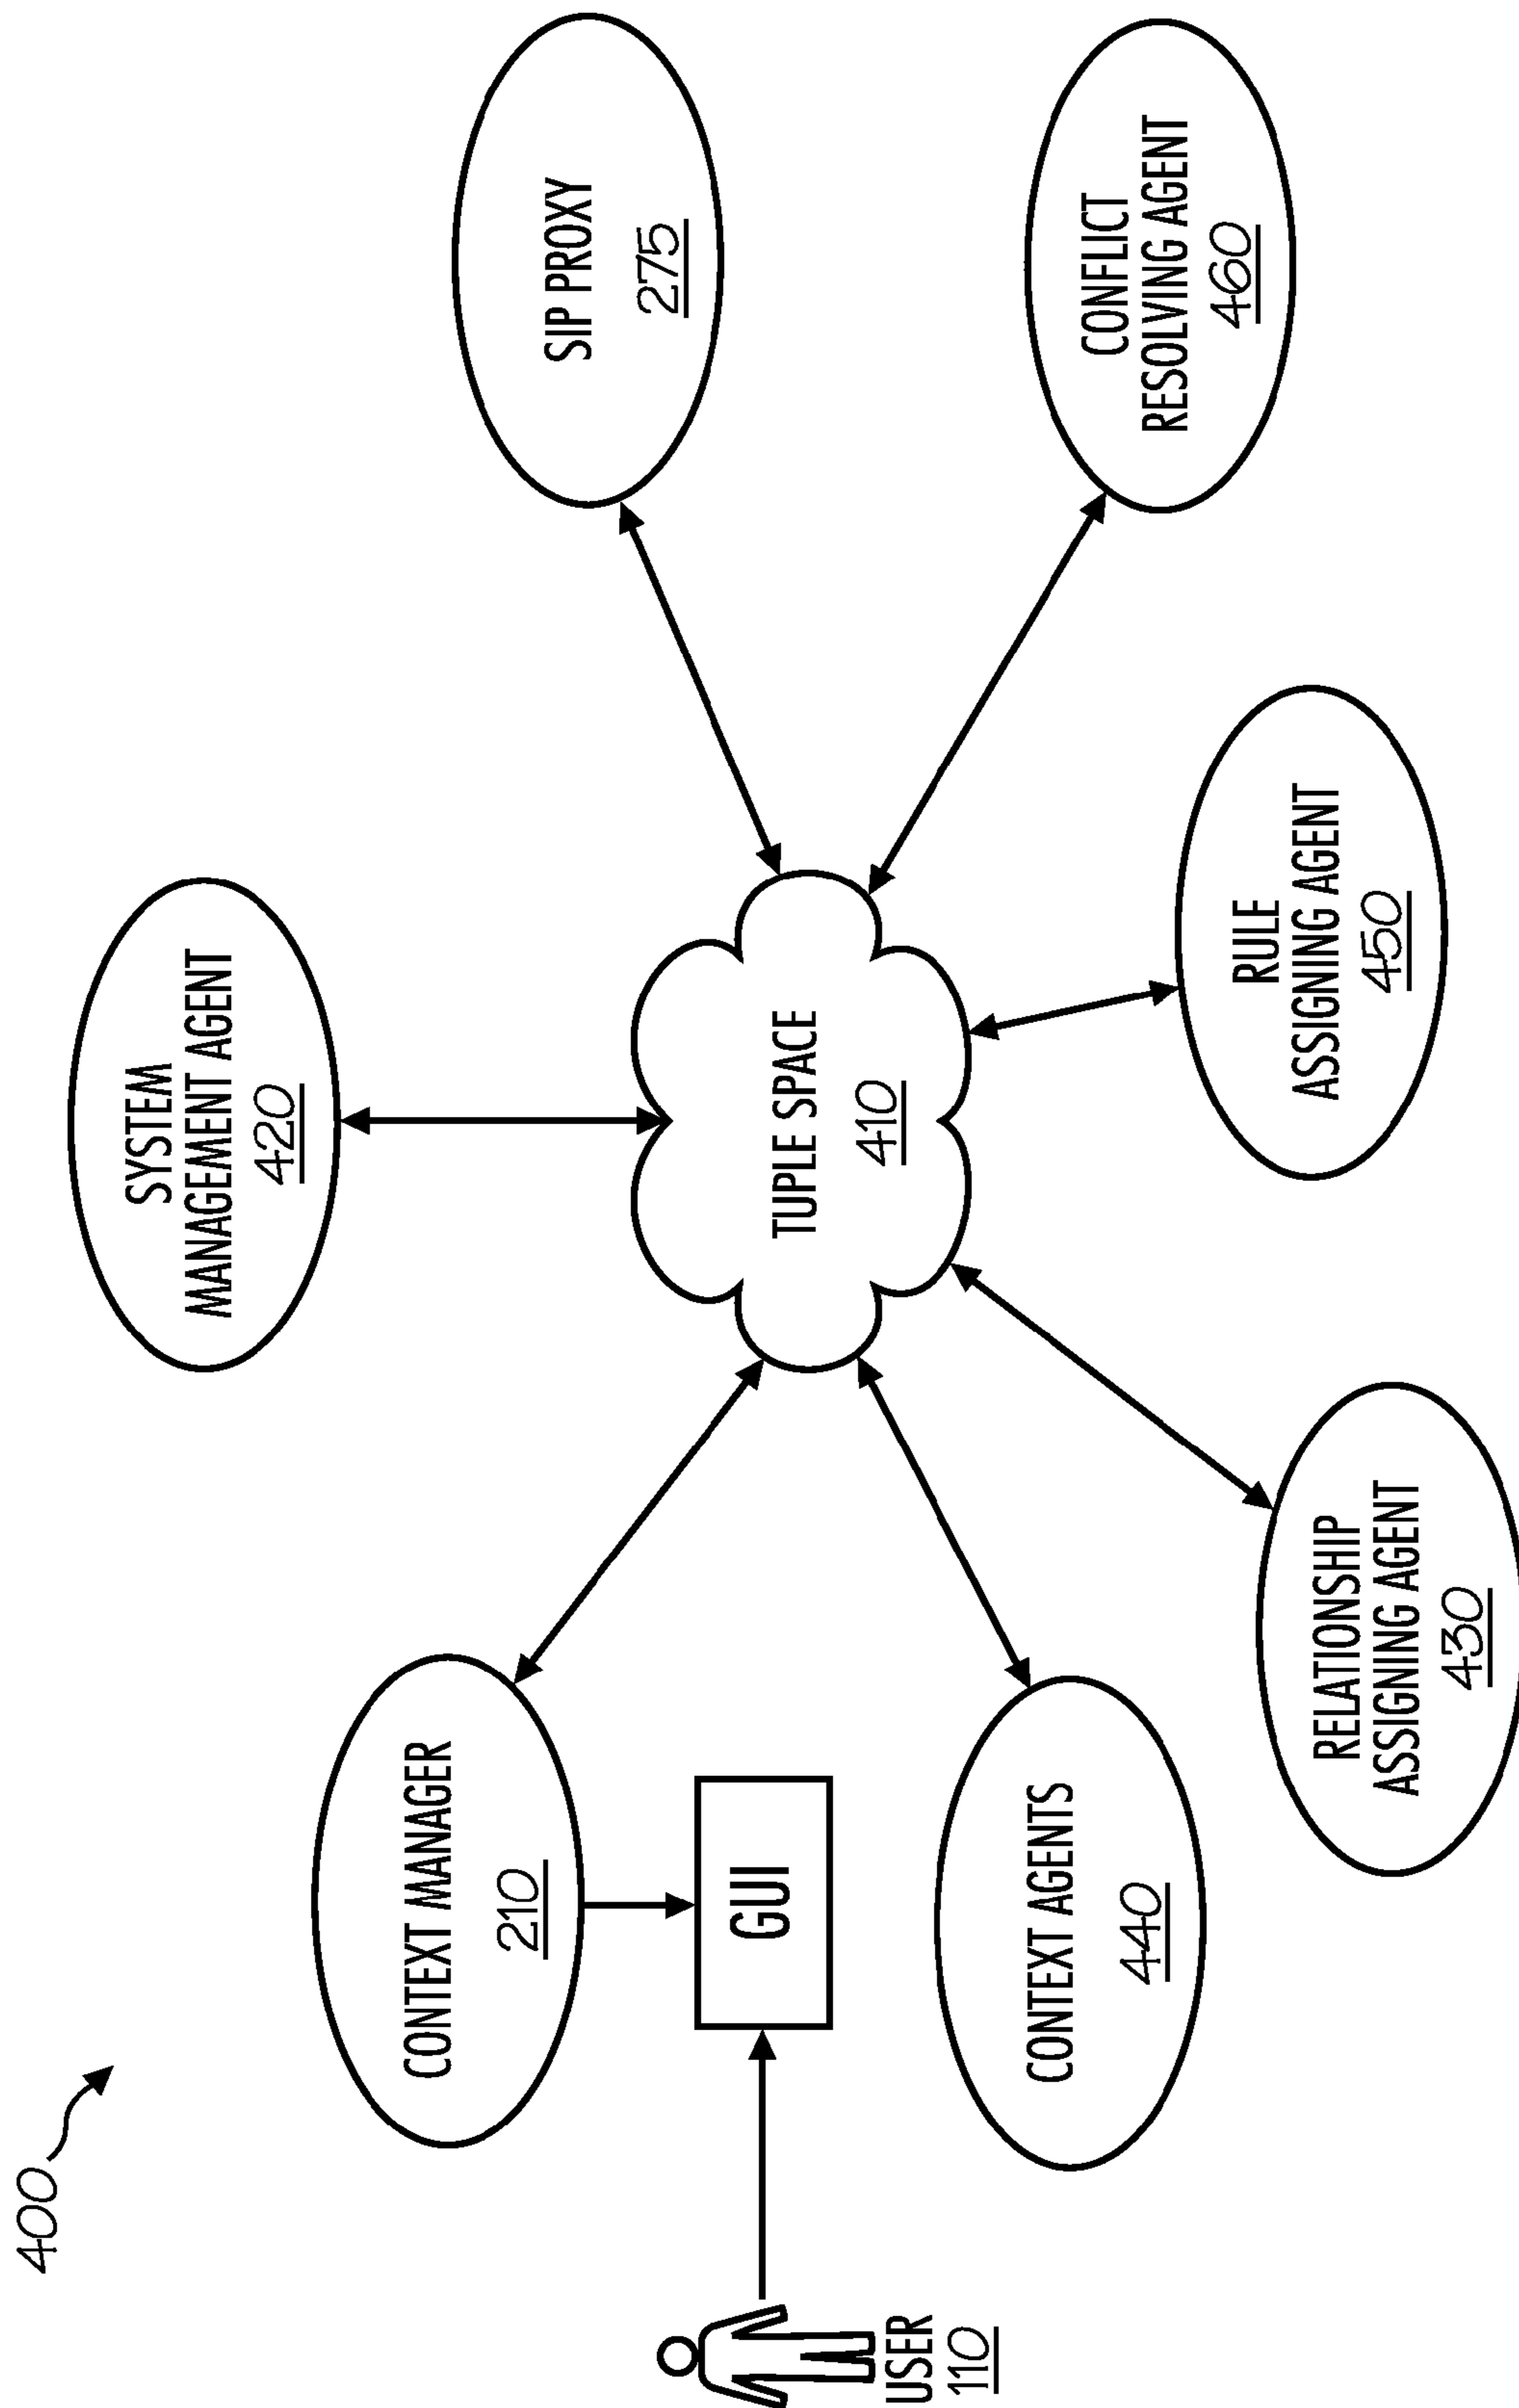 400
SYSTEM
MANAGEMENT AGENT
420
CONTEXT MANAGER
210
SIP PROXY
275
GUI
TUPLE SPACE
410
USER
110
CONTEXT AGENTS
440
CONFLICT
RESOLVING AGENT
460
RELATIONSHIP
ASSIGNING AGENT
430
RULE
ASSIGNING AGENT
450